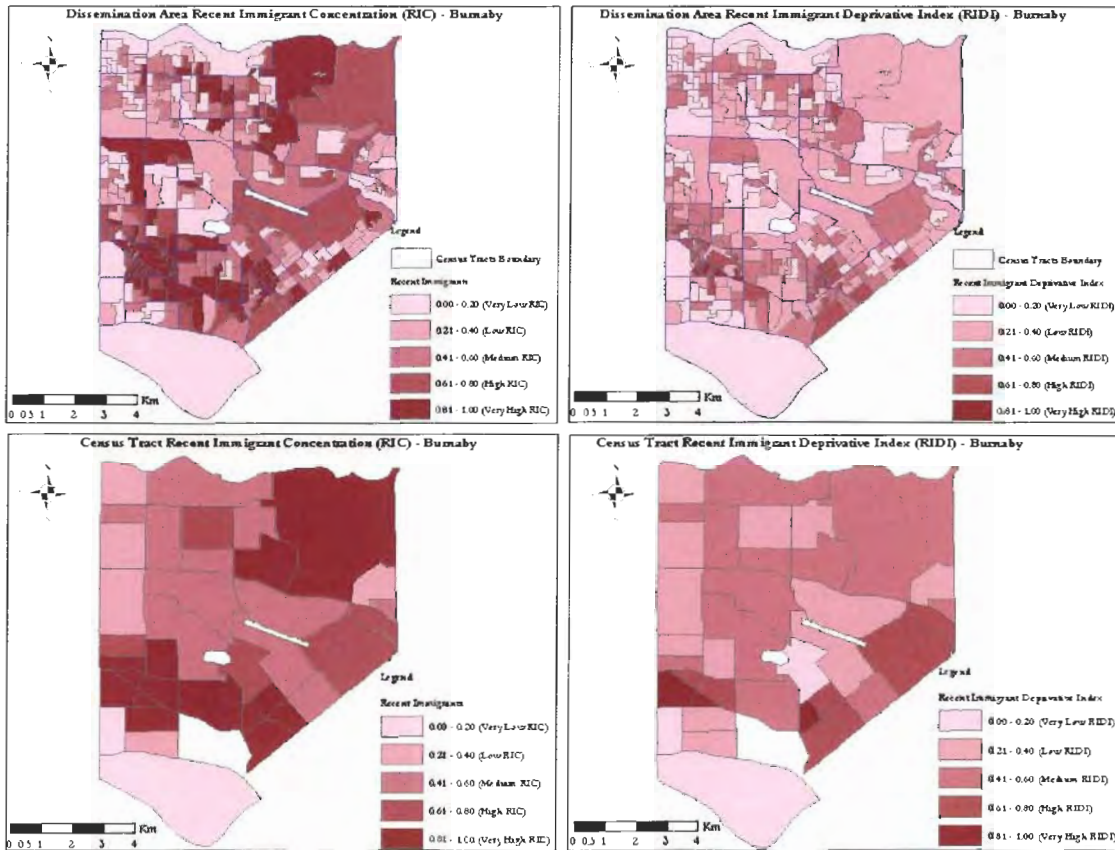 Dissemination Area Recent Immigrant Concentration (RIC) - Burnaby
Legend
Census Tracts Boundary
Recent Immigrants
0.00 - 0.20 (Very Low RIC)
0.21 - 0.40 (Low RIC)
0.41 - 0.60 (Medium RIC)
0.61 - 0.80 (High RIC)
0.81 - 1.00 (Very High RIC)
Km
0 0.5 1 2 3 4
Dissemination Area Recent Immigrant Deprivative Index (RIDI) - Burnaby
Legend
Census Tracts Boundary
Recent Immigrant Deprivative Index
0.00 - 0.20 (Very Low RIDI)
0.21 - 0.40 (Low RIDI)
0.41 - 0.60 (Medium RIDI)
0.61 - 0.80 (High RIDI)
0.81 - 1.00 (Very High RIDI)
Km
0 0.5 1 2 3 4
Census Tract Recent Immigrant Concentration (RIC) - Burnaby
Legend
Recent Immigrants
0.00 - 0.20 (Very Low RIC)
0.21 - 0.40 (Low RIC)
0.41 - 0.60 (Medium RIC)
0.61 - 0.80 (High RIC)
0.81 - 1.00 (Very High RIC)
Km
0 0.5 1 2 3 4
Census Tract Recent Immigrant Deprivative Index (RIDI) - Burnaby
Legend
Recent Immigrant Deprivative Index
0.00 - 0.20 (Very Low RIDI)
0.21 - 0.40 (Low RIDI)
0.41 - 0.60 (Medium RIDI)
0.61 - 0.80 (High RIDI)
0.81 - 1.00 (Very High RIDI)
Km
0 0.5 1 2 3 4